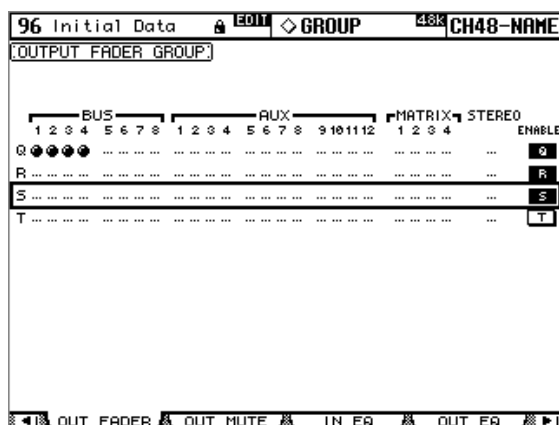 96 Initial Data EDIT GROUP 48K CH48-NAME
OUTPUT FADER GROUP
BUS AUX MATRIX STEREO
1 2 3 4 5 6 7 8 1 2 3 4 5 6 7 8 9 10 11 12 1 2 3 4 ENABLE
Q Q
R R
S S
T T
OUT FADER OUT MUTE IN EQ OUT EQ